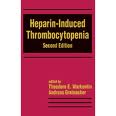 Heparin-Induced
Thrombocytopenia
Second Edition
edited by
Theodore E. Warkentin
Andreas Greinacher